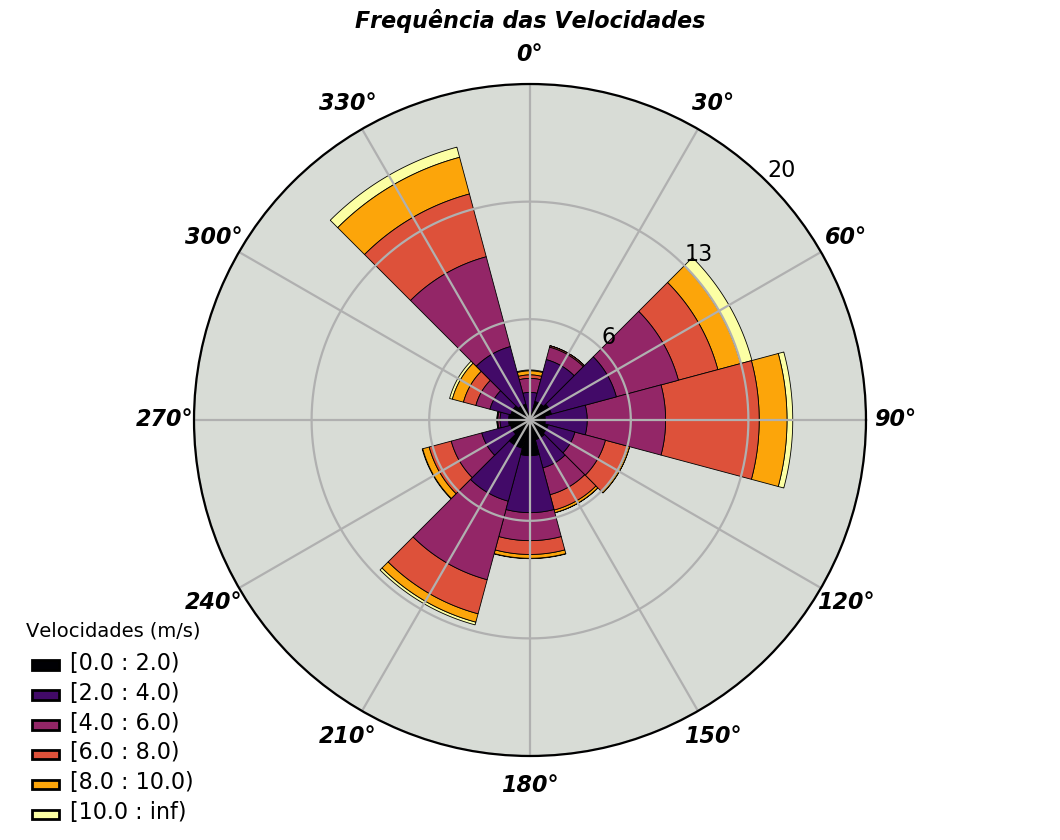 Frequência das Velocidades
0°
330°
30°
20
300°
60°
13
6
270°
90°
240°
120°
210°
150°
180°
Velocidades (m/s)
[0.0 : 2.0)
[2.0 : 4.0)
[4.0 : 6.0)
[6.0 : 8.0)
[8.0 : 10.0)
[10.0 : inf)